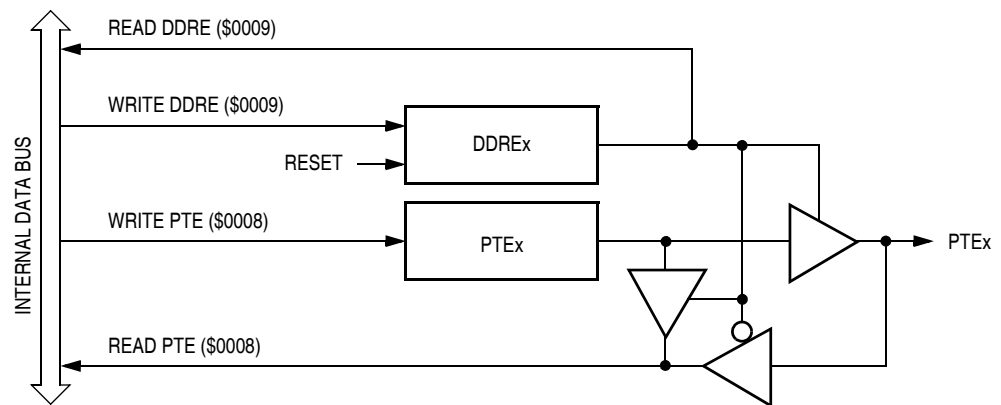 READ DDRE ($0009)
WRITE DDRE ($0009)
DDREx
RESET
INTERNAL DATA BUS
WRITE PTE ($0008)
PTEx
PTEx
READ PTE ($0008)